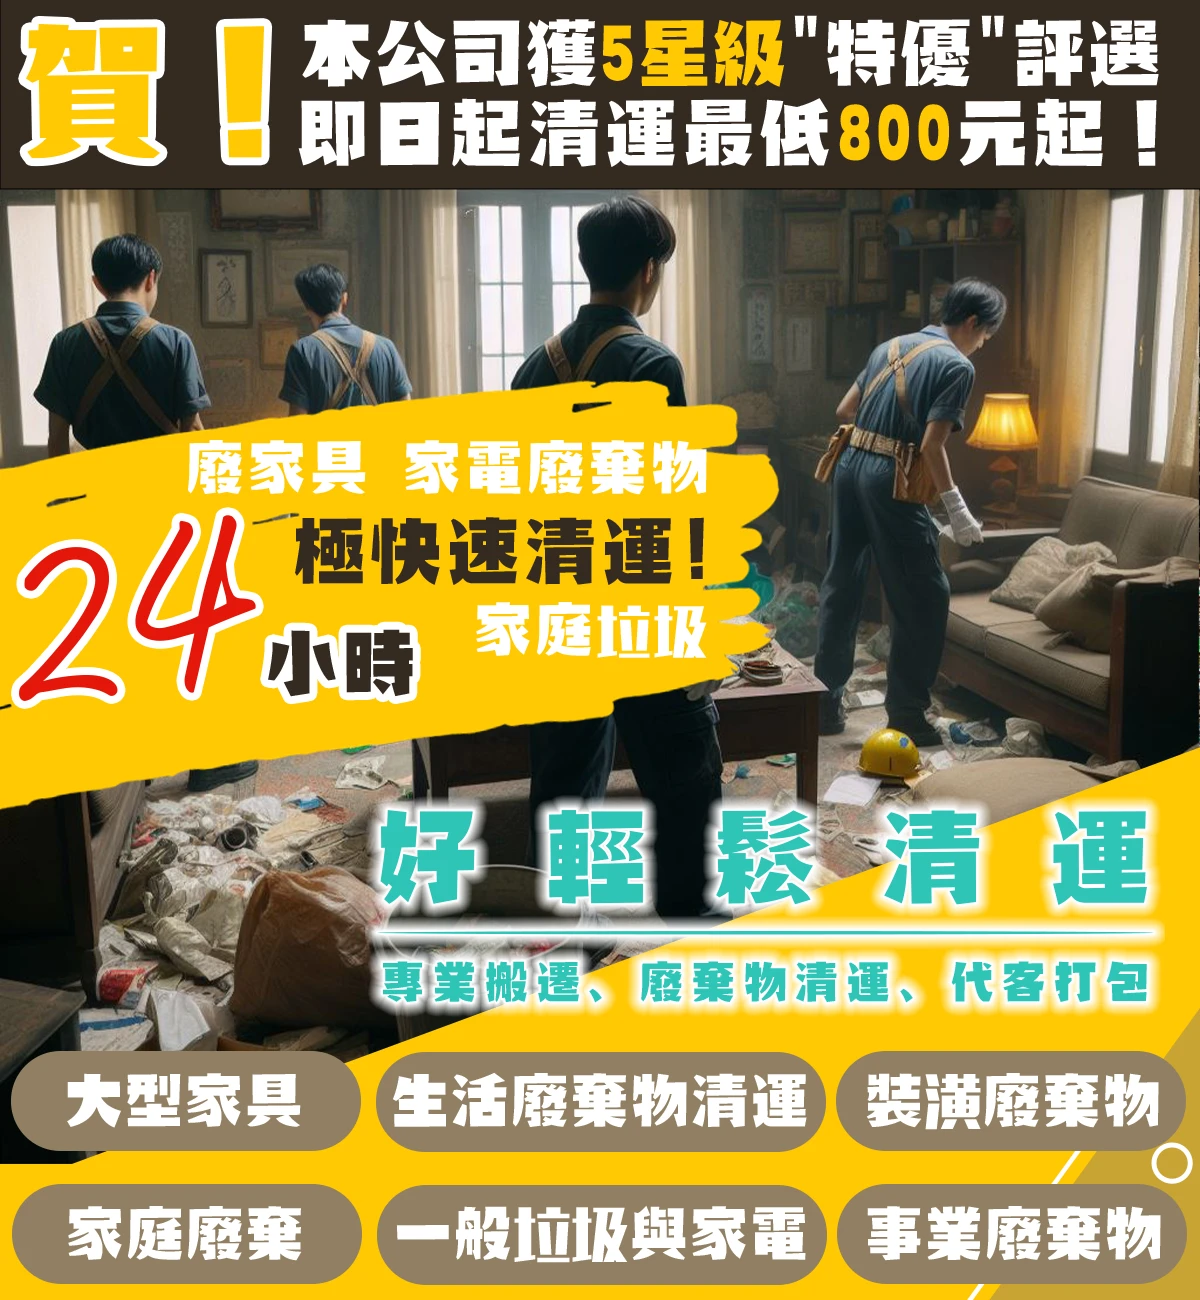 賀！
本公司獲5星級"特優"評選
即日起清運最低800元起！
廢家具 家電廢棄物
極快速清運！
24小時
家庭垃圾
好輕鬆清運
專業搬遷、廢棄物清運、代客打包
大型家具
生活廢棄物清運
裝潢廢棄物
家庭廢棄
一般垃圾與家電
事業廢棄物